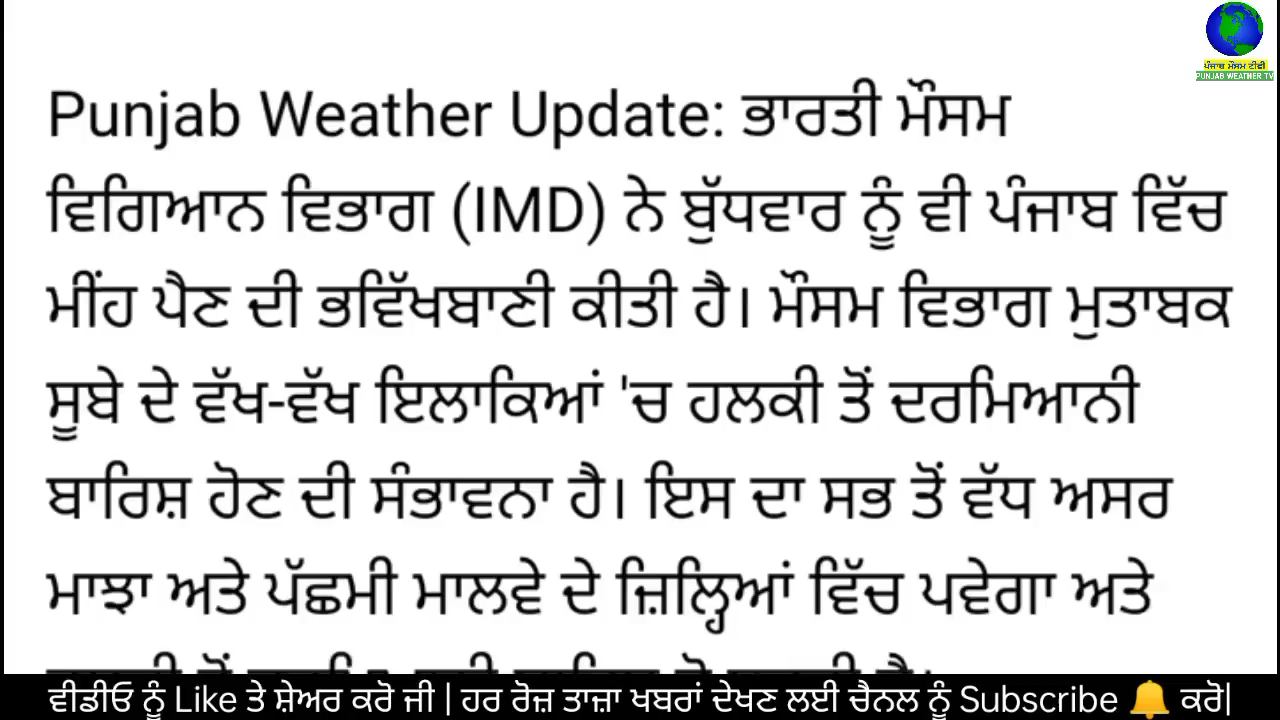 ਪੰਜਾਬ ਮੌਸਮ ਟੀਵੀ
PUNJAB WEATHER TV
Punjab Weather Update: ਭਾਰਤੀ ਮੌਸਮ
ਵਿਗਿਆਨ ਵਿਭਾਗ (IMD) ਨੇ ਬੁੱਧਵਾਰ ਨੂੰ ਵੀ ਪੰਜਾਬ ਵਿੱਚ
ਮੀਂਹ ਪੈਣ ਦੀ ਭਵਿੱਖਬਾਣੀ ਕੀਤੀ ਹੈ। ਮੌਸਮ ਵਿਭਾਗ ਮੁਤਾਬਕ
ਸੂਬੇ ਦੇ ਵੱਖ-ਵੱਖ ਇਲਾਕਿਆਂ 'ਚ ਹਲਕੀ ਤੋਂ ਦਰਮਿਆਨੀ
ਬਾਰਿਸ਼ ਹੋਣ ਦੀ ਸੰਭਾਵਨਾ ਹੈ। ਇਸ ਦਾ ਸਭ ਤੋਂ ਵੱਧ ਅਸਰ
ਮਾਝਾ ਅਤੇ ਪੱਛਮੀ ਮਾਲਵੇ ਦੇ ਜ਼ਿਲ੍ਹਿਆਂ ਵਿੱਚ ਪਵੇਗਾ ਅਤੇ
ਵੀਡੀਓ ਨੂੰ Like ਤੇ ਸ਼ੇਅਰ ਕਰੋ ਜੀ | ਹਰ ਰੋਜ਼ ਤਾਜ਼ਾ ਖਬਰਾਂ ਦੇਖਣ ਲਈ ਚੈਨਲ ਨੂੰ Subscribe 🔔 ਕਰੋ|